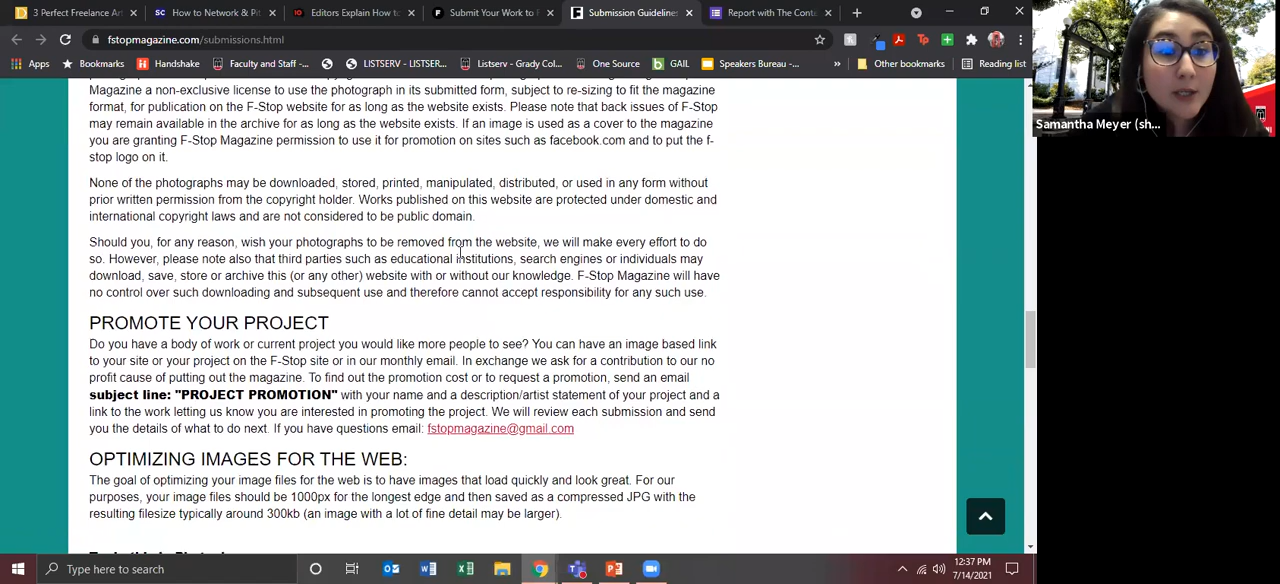 3 Perfect Freelance Art
How to Network & Pit
Editors Explain How to
Submit Your Work to F
Submission Guideline
Report with The Conta
fstopmagazine.com/submissions.html
Apps
Bookmarks
Handshake
Faculty and Staff -...
LISTSERV - LISTSER...
Listserv - Grady Col...
One Source
GAIL
Speakers Bureau -...
»
Other bookmarks
Reading list
Samantha Meyer (sh...
Magazine a non-exclusive license to use the photograph in its submitted form, subject to re-sizing to fit the magazine
format, for publication on the F-Stop website for as long as the website exists. Please note that back issues of F-Stop
may remain available in the archive for as long as the website exists. If an image is used as a cover to the magazine
you are granting F-Stop Magazine permission to use it for promotion on sites such as facebook.com and to put the f-
stop logo on it.
None of the photographs may be downloaded, stored, printed, manipulated, distributed, or used in any form without
prior written permission from the copyright holder. Works published on this website are protected under domestic and
international copyright laws and are not considered to be public domain.
Should you, for any reason, wish your photographs to be removed from the website, we will make every effort to do
so. However, please note also that third parties such as educational institutions, search engines or individuals may
download, save, store or archive this (or any other) website with or without our knowledge. F-Stop Magazine will have
no control over such downloading and subsequent use and therefore cannot accept responsibility for any such use.
PROMOTE YOUR PROJECT
Do you have a body of work or current project you would like more people to see? You can have an image based link
to your site or your project on the F-Stop site or in our monthly email. In exchange we ask for a contribution to our no
profit cause of putting out the magazine. To find out the promotion cost or to request a promotion, send an email
subject line: "PROJECT PROMOTION" with your name and a description/artist statement of your project and a
link to the work letting us know you are interested in promoting the project. We will review each submission and send
you the details of what to do next. If you have questions email: fstopmagazine@gmail.com
OPTIMIZING IMAGES FOR THE WEB:
The goal of optimizing your image files for the web is to have images that load quickly and look great. For our
purposes, your image files should be 1000px for the longest edge and then saved as a compressed JPG with the
resulting filesize typically around 300kb (an image with a lot of fine detail may be larger).
Type here to search
12:37 PM
7/14/2021